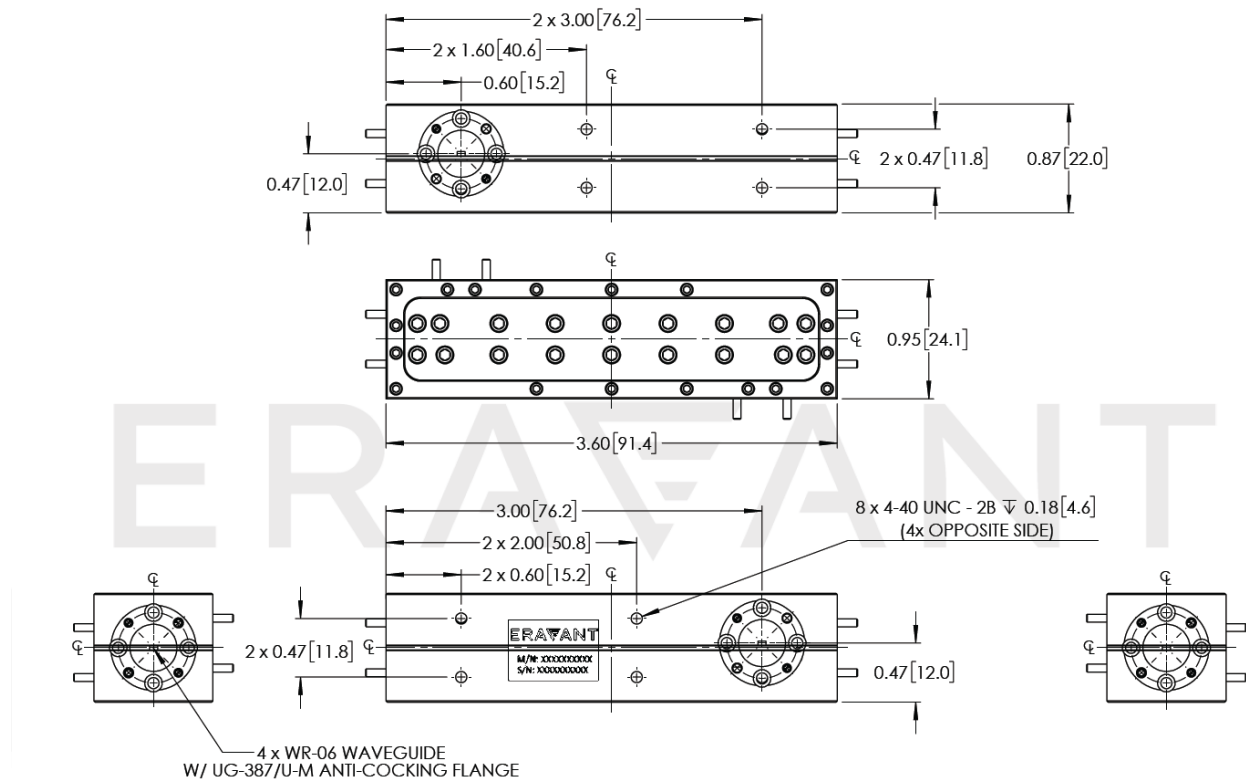 2 x 3.00[76.2]
2 x 1.60[40.6]
0.60[15.2]
℄
0.47[12.0]
℄
2 x 0.47[11.8]
0.87[22.0]
℄
℄
0.95[24.1]
3.60[91.4]
ERAVANT
3.00[76.2]
2 x 2.00[50.8]
2 x 0.60[15.2]
℄
8 x 4-40 UNC - 2B ↧ 0.18[4.6]
(4x OPPOSITE SIDE)
℄
℄
℄
2 x 0.47[11.8]
℄
ERAVANT
M/N: XXXXXXXXXX
S/N: XXXXXXXXXX
0.47[12.0]
℄
4 x WR-06 WAVEGUIDE
W/ UG-387/U-M ANTI-COCKING FLANGE